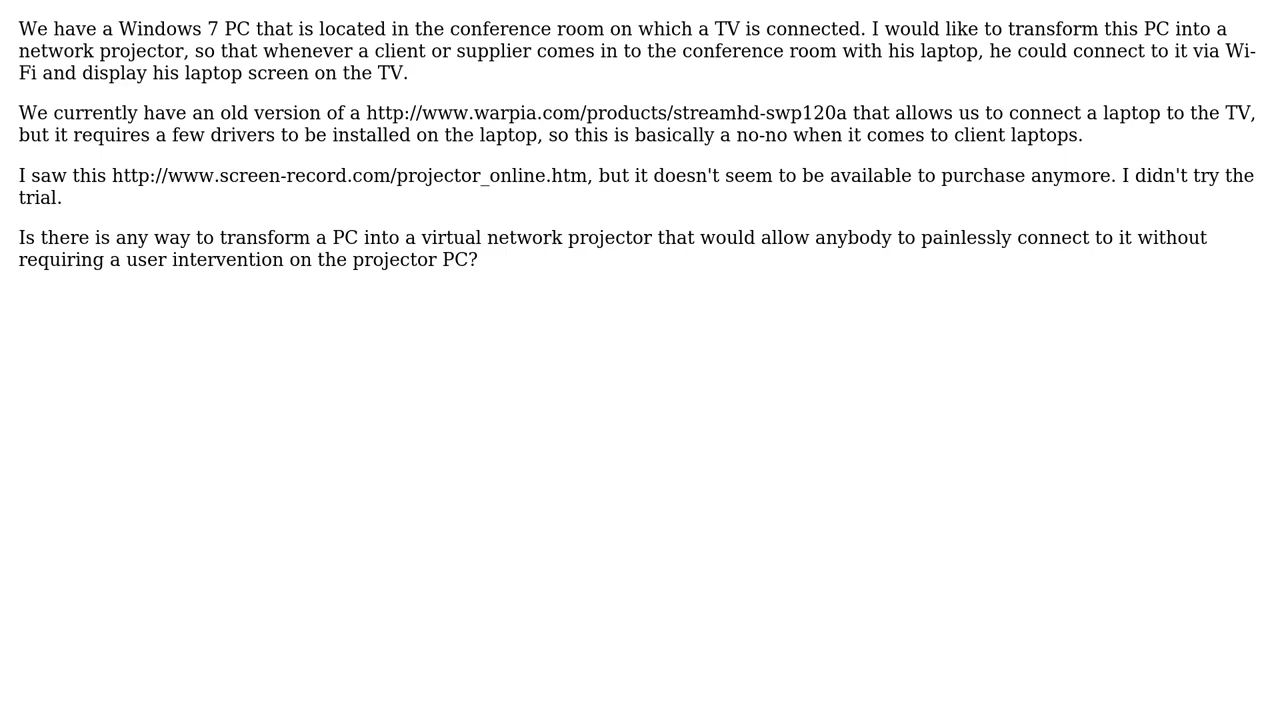 We have a Windows 7 PC that is located in the conference room on which a TV is connected. I would like to transform this PC into a
network projector, so that whenever a client or supplier comes in to the conference room with his laptop, he could connect to it via Wi-
Fi and display his laptop screen on the TV.
We currently have an old version of a http://www.warpia.com/products/streamhd-swp120a that allows us to connect a laptop to the TV,
but it requires a few drivers to be installed on the laptop, so this is basically a no-no when it comes to client laptops.
I saw this http://www.screen-record.com/projector_online.htm, but it doesn't seem to be available to purchase anymore. I didn't try the
trial.
Is there is any way to transform a PC into a virtual network projector that would allow anybody to painlessly connect to it without
requiring a user intervention on the projector PC?